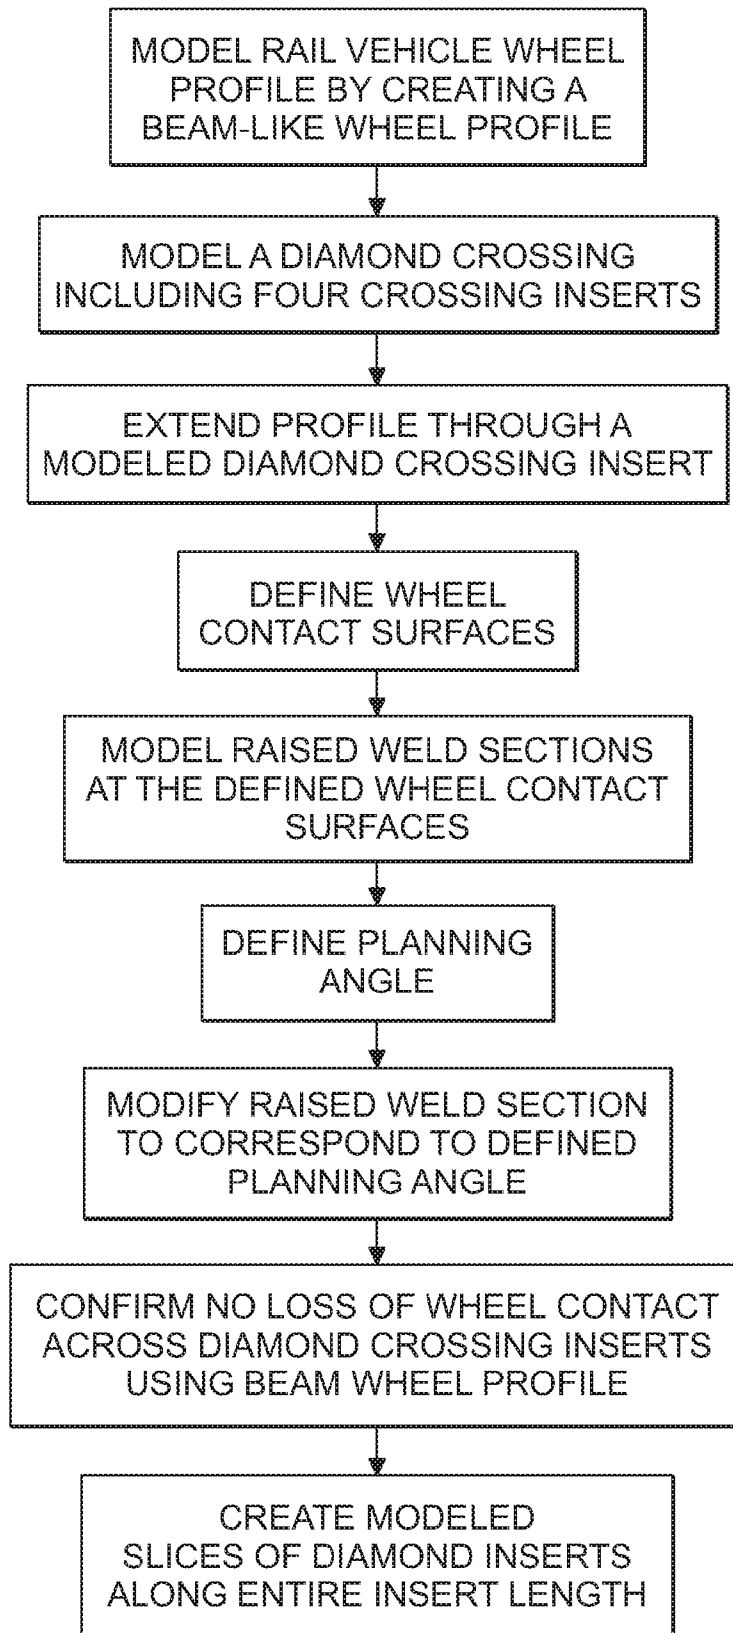 MODEL RAIL VEHICLE WHEEL
PROFILE BY CREATING A
BEAM-LIKE WHEEL PROFILE
MODEL A DIAMOND CROSSING
INCLUDING FOUR CROSSING INSERTS
EXTEND PROFILE THROUGH A
MODELED DIAMOND CROSSING INSERT
DEFINE WHEEL
CONTACT SURFACES
MODEL RAISED WELD SECTIONS
AT THE DEFINED WHEEL CONTACT
SURFACES
DEFINE PLANNING
ANGLE
MODIFY RAISED WELD SECTION
TO CORRESPOND TO DEFINED
PLANNING ANGLE
CONFIRM NO LOSS OF WHEEL CONTACT
ACROSS DIAMOND CROSSING INSERTS
USING BEAM WHEEL PROFILE
CREATE MODELED
SLICES OF DIAMOND INSERTS
ALONG ENTIRE INSERT LENGTH